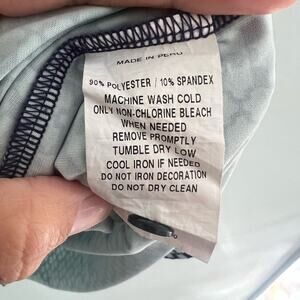 MADE IN PERU
90% POLYESTER / 10% SPANDEX
MACHINE WASH COLD
ONLY NON-CHLORINE BLEACH
WHEN NEEDED
REMOVE PROMPTLY
TUMBLE DRY LOW
COOL IRON IF NEEDED
DO NOT IRON DECORATION
DO NOT DRY CLEAN